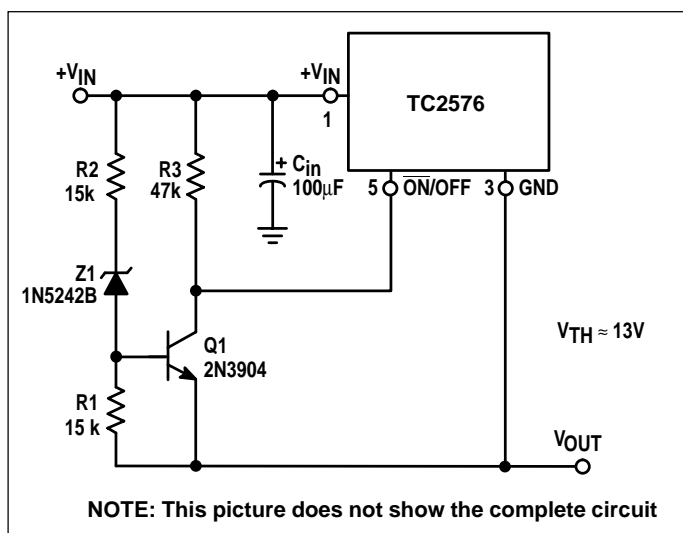 +VIN
+VIN
1
TC2576
R2
15k
R3
47k
+
Cin
100µF
5
ON/OFF
3
GND
Z1
1N5242B
Q1
2N3904
VTH ≈ 13V
R1
15 k
VOUT
NOTE: This picture does not show the complete circuit